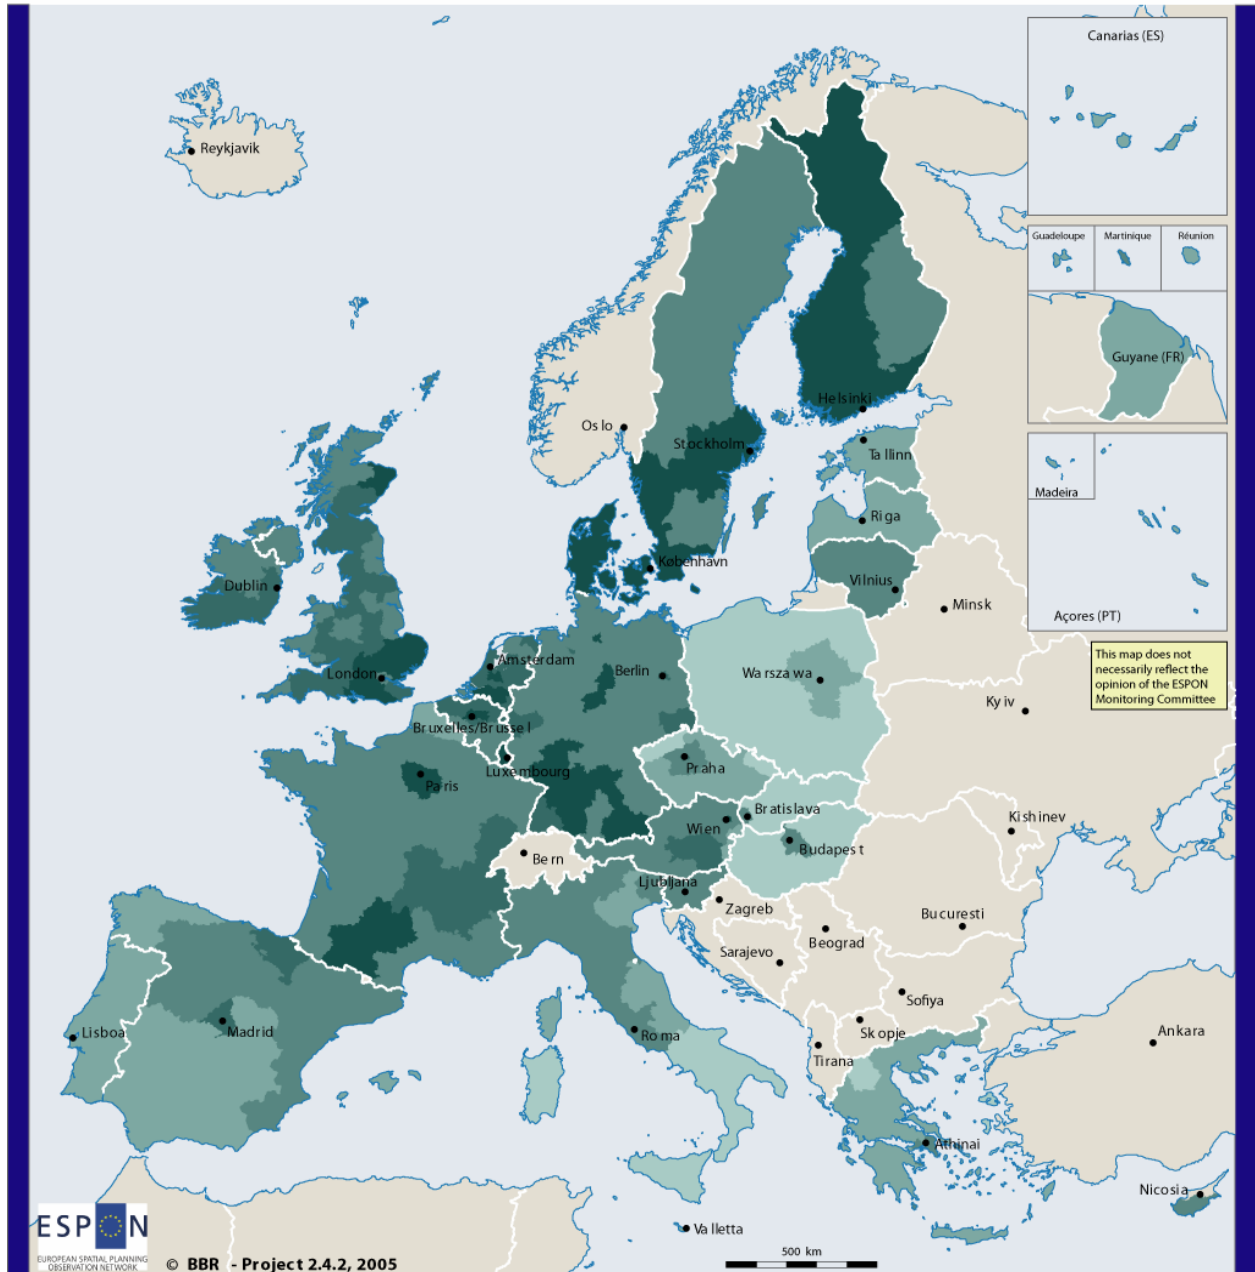 Canarias (ES)
Reykjavik
Guadeloupe
Martinique
Réunion
Guyane (FR)
Helsinki
Oslo
Stockholm
Tallinn
Madeira
Riga
København
Dublin
Vilnius
Minsk
Açores (PT)
This map does not
necessarily reflect the
opinion of the ESPON
Monitoring Committee
Amsterdam
Berlin
London
Warszawa
Kyiv
Bruxelles/Brussel
Luxembourg
Praha
Paris
Bratislava
Kishinev
Wien
Budapest
Bern
Ljubljana
Zagreb
Bucuresti
Beograd
Sarajevo
Sofiya
Lisboa
Madrid
Roma
Skopje
Ankara
Tirana
Athinai
Nicosia
Valletta
ESPON
EUROPEAN SPATIAL PLANNING
OBSERVATION NETWORK
© BBR - Project 2.4.2, 2005
500 km